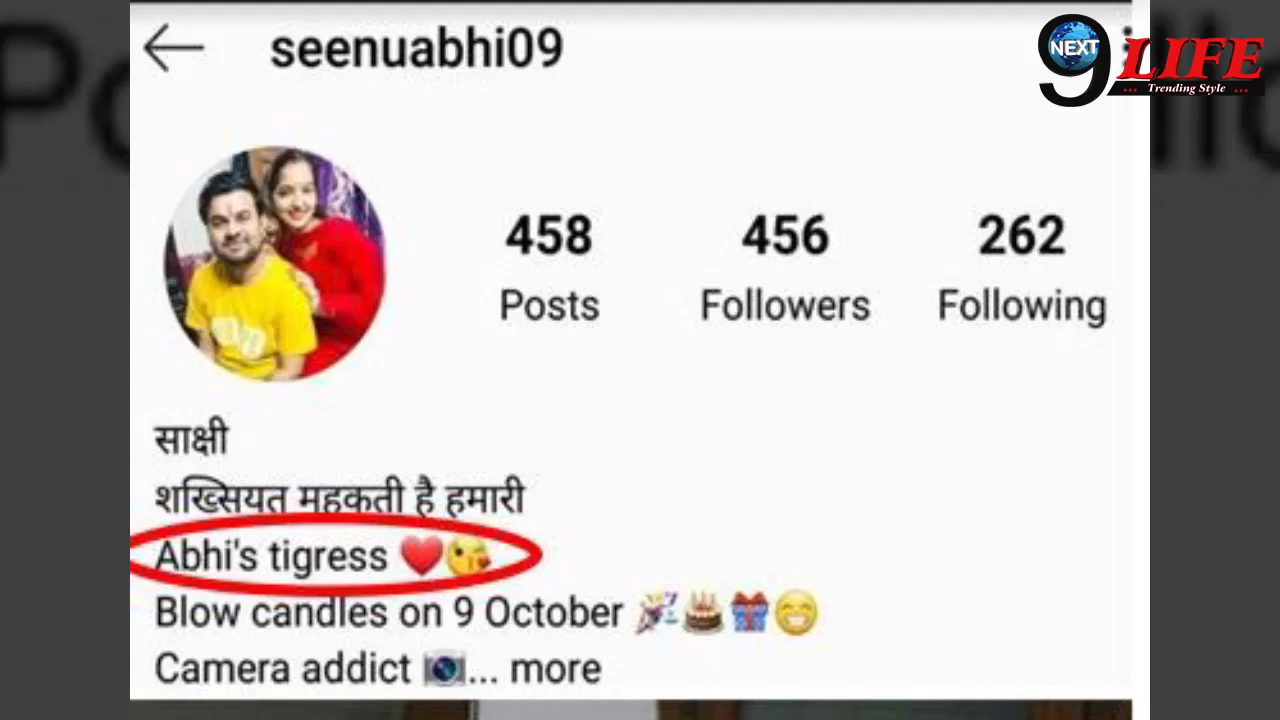 seenuabhi09
9 NEXT LIFE
... Trending Style ...
458 456 262
Posts Followers Following
साक्षी
शख्सियत महकती है हमारी
Abhi's tigress ❤️😘
Blow candles on 9 October 🎉🎂🎁😁
Camera addict 📷... more